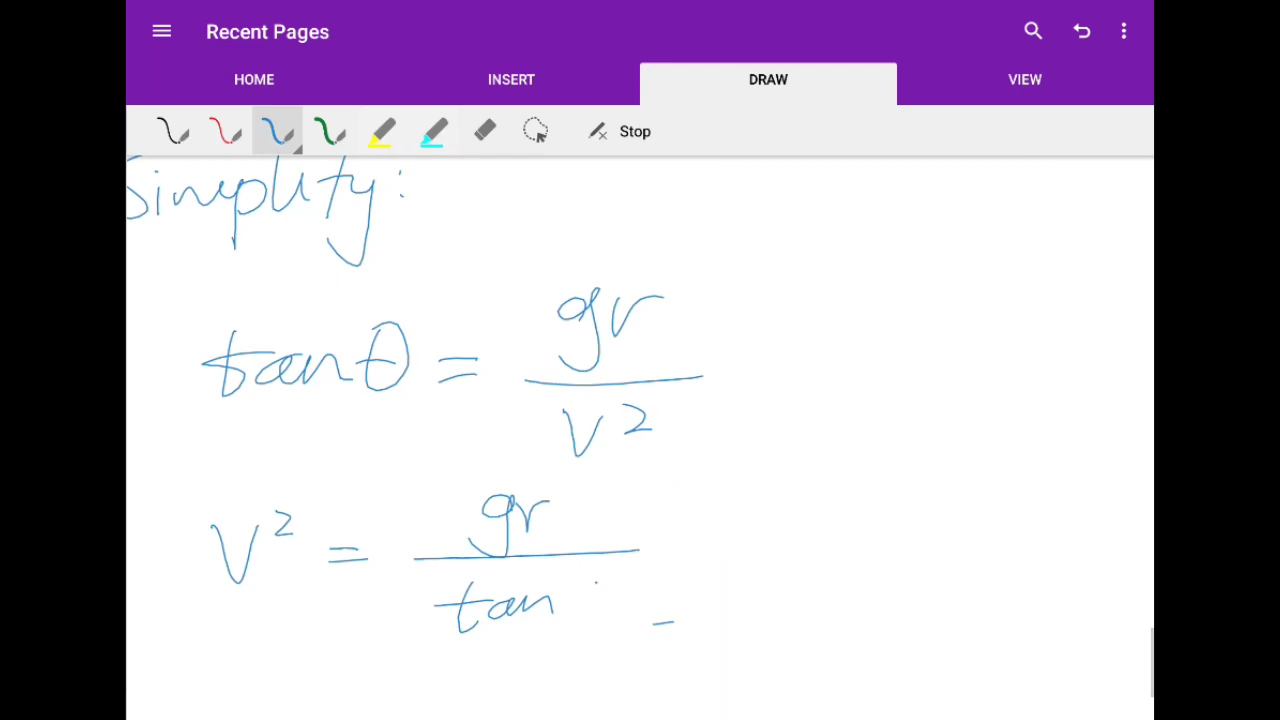 Recent Pages
HOME INSERT DRAW VIEW
Stop
Simplify:
tanθ = gr
v²
v² = gr
tan -